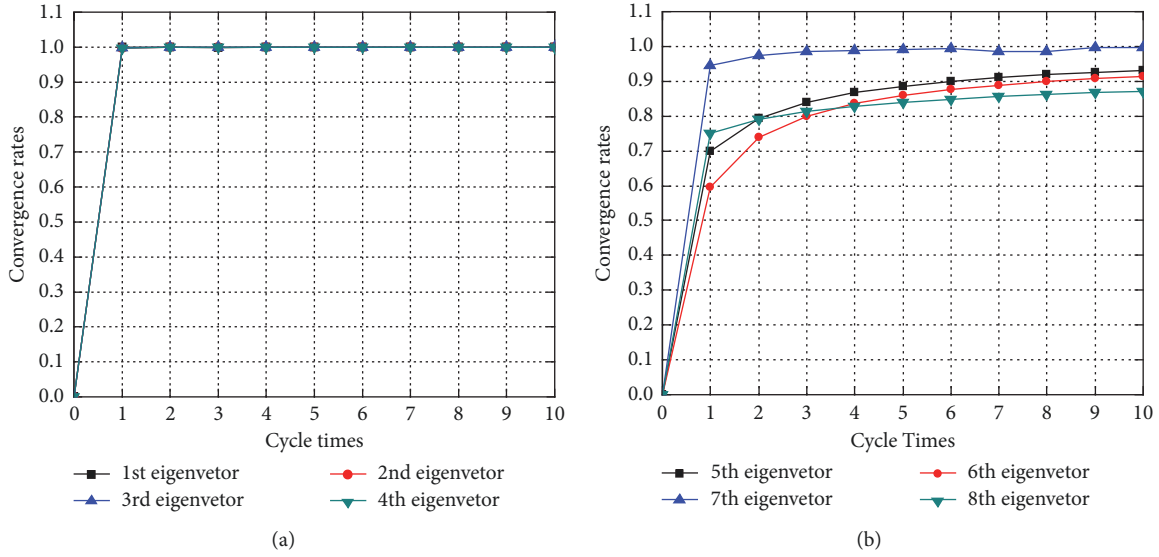 1.1
1.0
0.9
0.8
0.7
0.6
0.5
0.4
0.3
0.2
0.1
0.0
Convergence rates
0 1 2 3 4 5 6 7 8 9 10
Cycle times
1st eigenvetor 2nd eigenvetor
3rd eigenvetor 4th eigenvetor
(a)
1.1
1.0
0.9
0.8
0.7
0.6
0.5
0.4
0.3
0.2
0.1
0.0
Convergence rates
0 1 2 3 4 5 6 7 8 9 10
Cycle Times
5th eigenvetor 6th eigenvetor
7th eigenvetor 8th eigenvetor
(b)